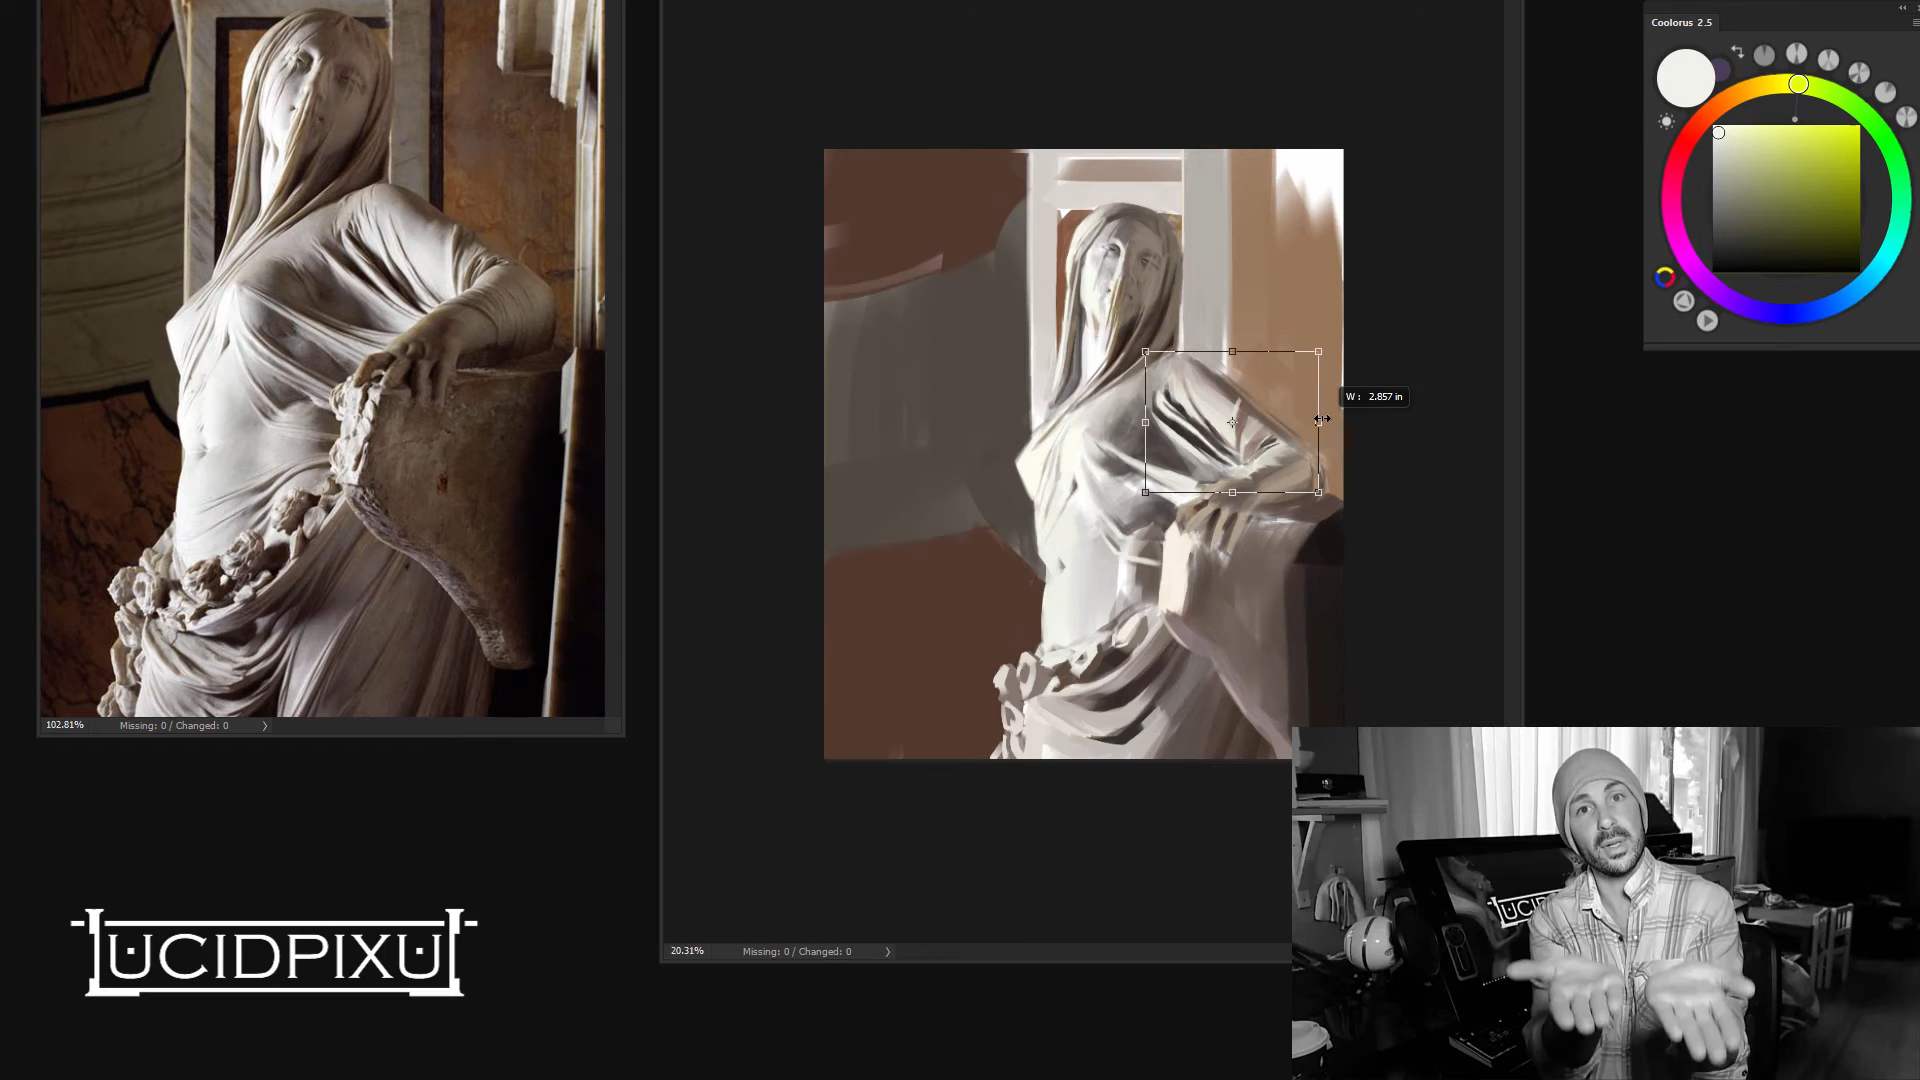 Coolorus 2.5
W : 2.857 in
102.81%
Missing: 0 / Changed: 0
20.31%
Missing: 0 / Changed: 0
LUCIDPIXUL
UCID